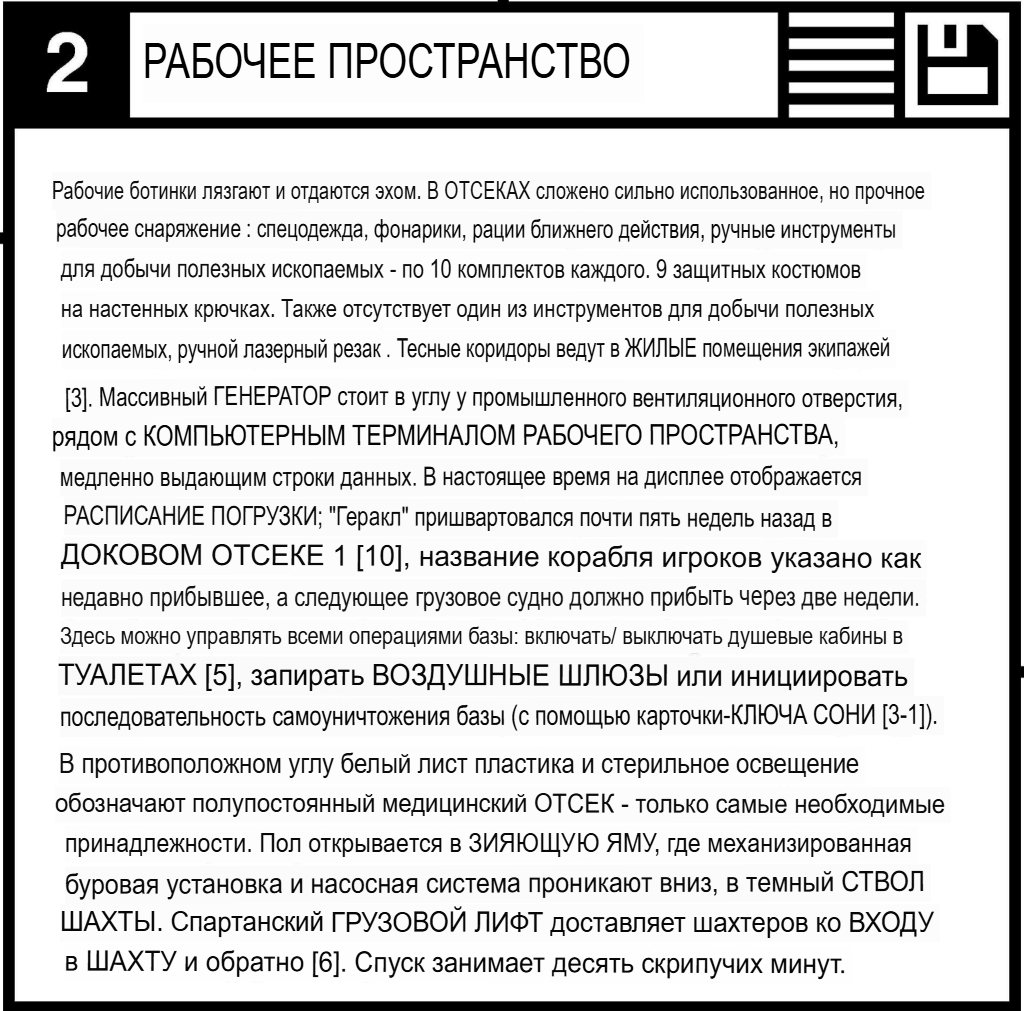 2
РАБОЧЕЕ ПРОСТРАНСТВО
Рабочие ботинки лязгают и отдаются эхом. В ОТСЕКАХ сложено сильно использованное, но прочное
рабочее снаряжение : спецодежда, фонарики, рации ближнего действия, ручные инструменты
для добычи полезных ископаемых - по 10 комплектов каждого. 9 защитных костюмов
на настенных крючках. Также отсутствует один из инструментов для добычи полезных
ископаемых, ручной лазерный резак . Тесные коридоры ведут в ЖИЛЫЕ помещения экипажей
[3]. Массивный ГЕНЕРАТОР стоит в углу у промышленного вентиляционного отверстия,
рядом с КОМПЬЮТЕРНЫМ ТЕРМИНАЛОМ РАБОЧЕГО ПРОСТРАНСТВА,
медленно выдающим строки данных. В настоящее время на дисплее отображается
РАСПИСАНИЕ ПОГРУЗКИ; "Геракл" пришвартовался почти пять недель назад в
ДОКОВОМ ОТСЕКЕ 1 [10], название корабля игроков указано как
недавно прибывшее, а следующее грузовое судно должно прибыть через две недели.
Здесь можно управлять всеми операциями базы: включать/ выключать душевые кабины в
ТУАЛЕТАХ [5], запирать ВОЗДУШНЫЕ ШЛЮЗЫ или инициировать
последовательность самоуничтожения базы (с помощью карточки-КЛЮЧА СОНИ [3-1]).
В противоположном углу белый лист пластика и стерильное освещение
обозначают полупостоянный медицинский ОТСЕК - только самые необходимые
принадлежности. Пол открывается в ЗИЯЮЩУЮ ЯМУ, где механизированная
буровая установка и насосная система проникают вниз, в темный СТВОЛ
ШАХТЫ. Спартанский ГРУЗОВОЙ ЛИФТ доставляет шахтеров ко ВХОДУ
в ШАХТУ и обратно [6]. Спуск занимает десять скрипучих минут.